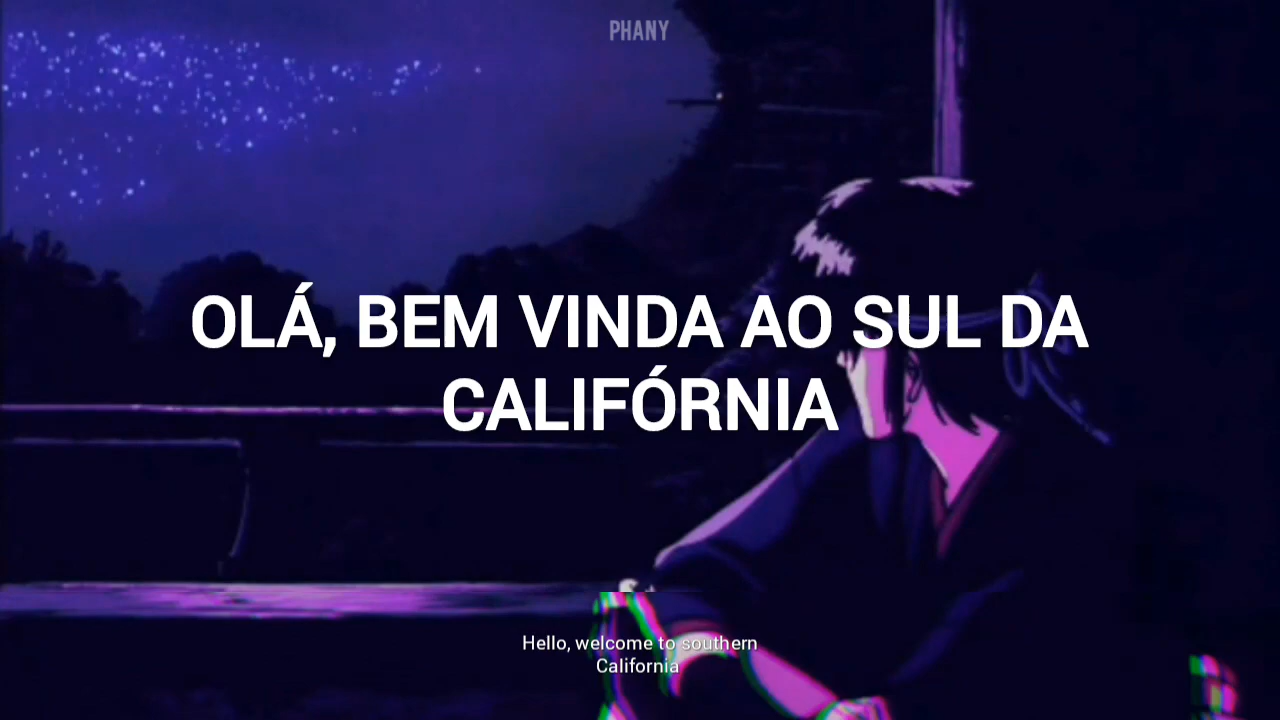 PHANY
OLÁ, BEM VINDA AO SUL DA
CALIFÓRNIA
Hello, welcome to southern
California